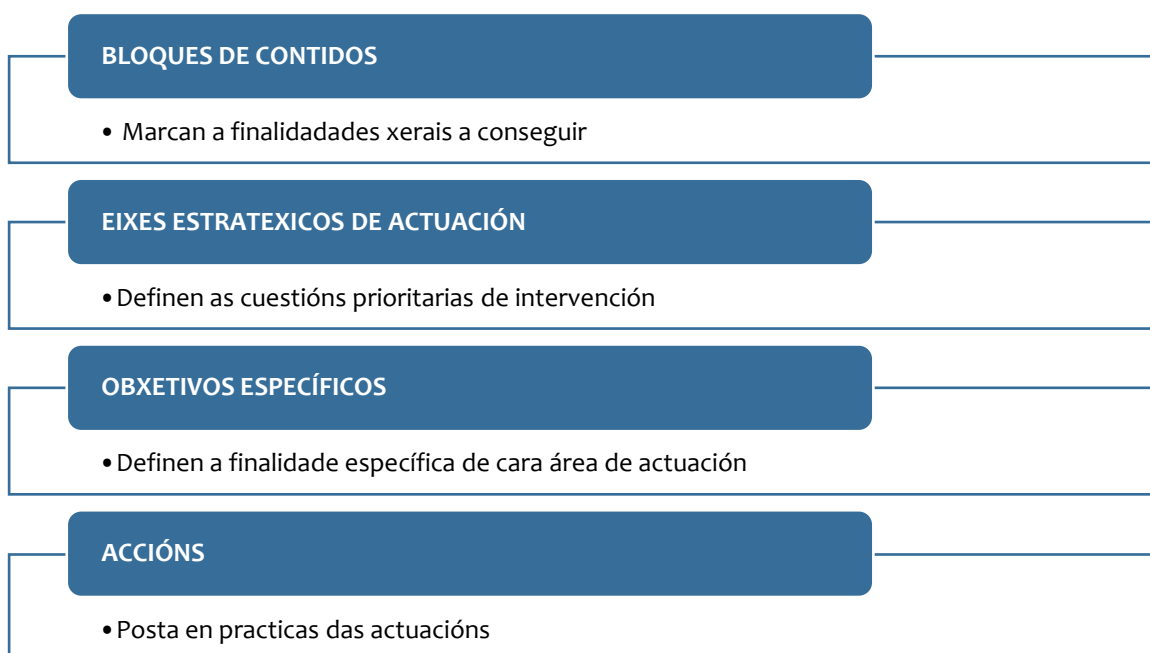 BLOQUES DE CONTIDOS
• Marcan a finalidadades xerais a conseguir
EIXES ESTRATEXICOS DE ACTUACIÓN
•Definen as cuestións prioritarias de intervención
OBXETIVOS ESPECÍFICOS
•Definen a finalidade específica de cara área de actuación
ACCIÓNS
•Posta en practicas das actuacións